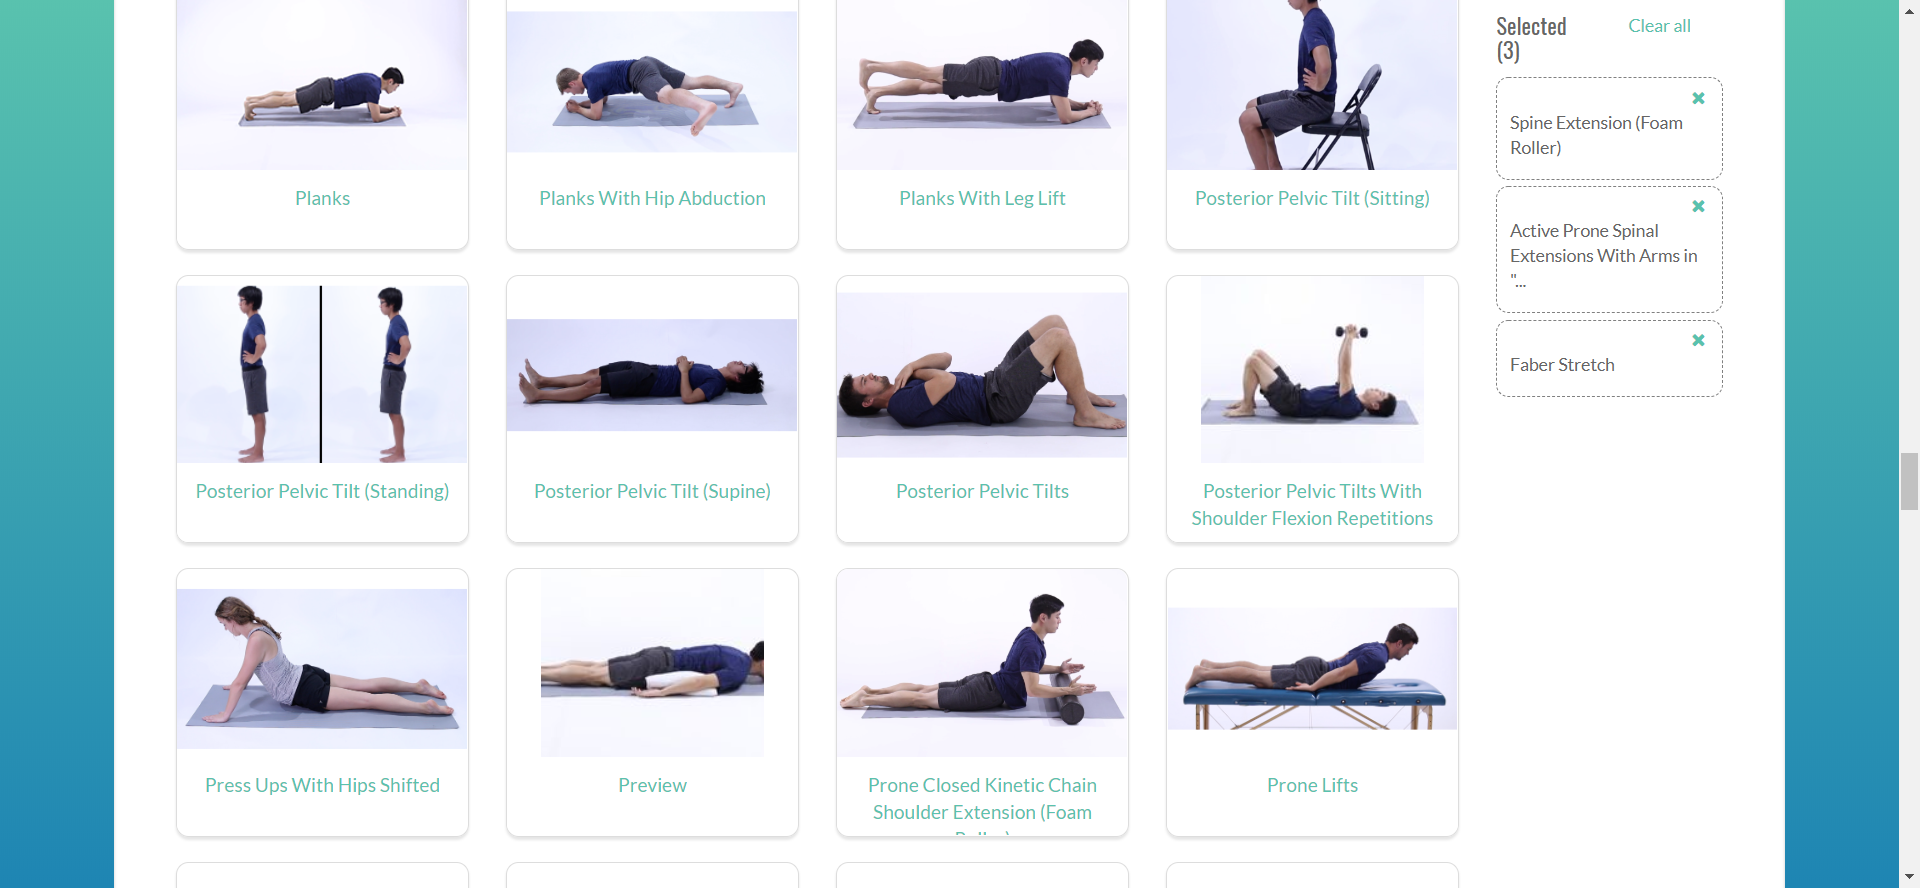 Planks
Planks With Hip Abduction
Planks With Leg Lift
Posterior Pelvic Tilt (Sitting)
Posterior Pelvic Tilt (Standing)
Posterior Pelvic Tilt (Supine)
Posterior Pelvic Tilts
Posterior Pelvic Tilts With
Shoulder Flexion Repetitions
Press Ups With Hips Shifted
Preview
Prone Closed Kinetic Chain
Shoulder Extension (Foam
Prone Lifts
Selected
(3)
Clear all
Spine Extension (Foam
Roller)
Active Prone Spinal
Extensions With Arms in
"...
Faber Stretch